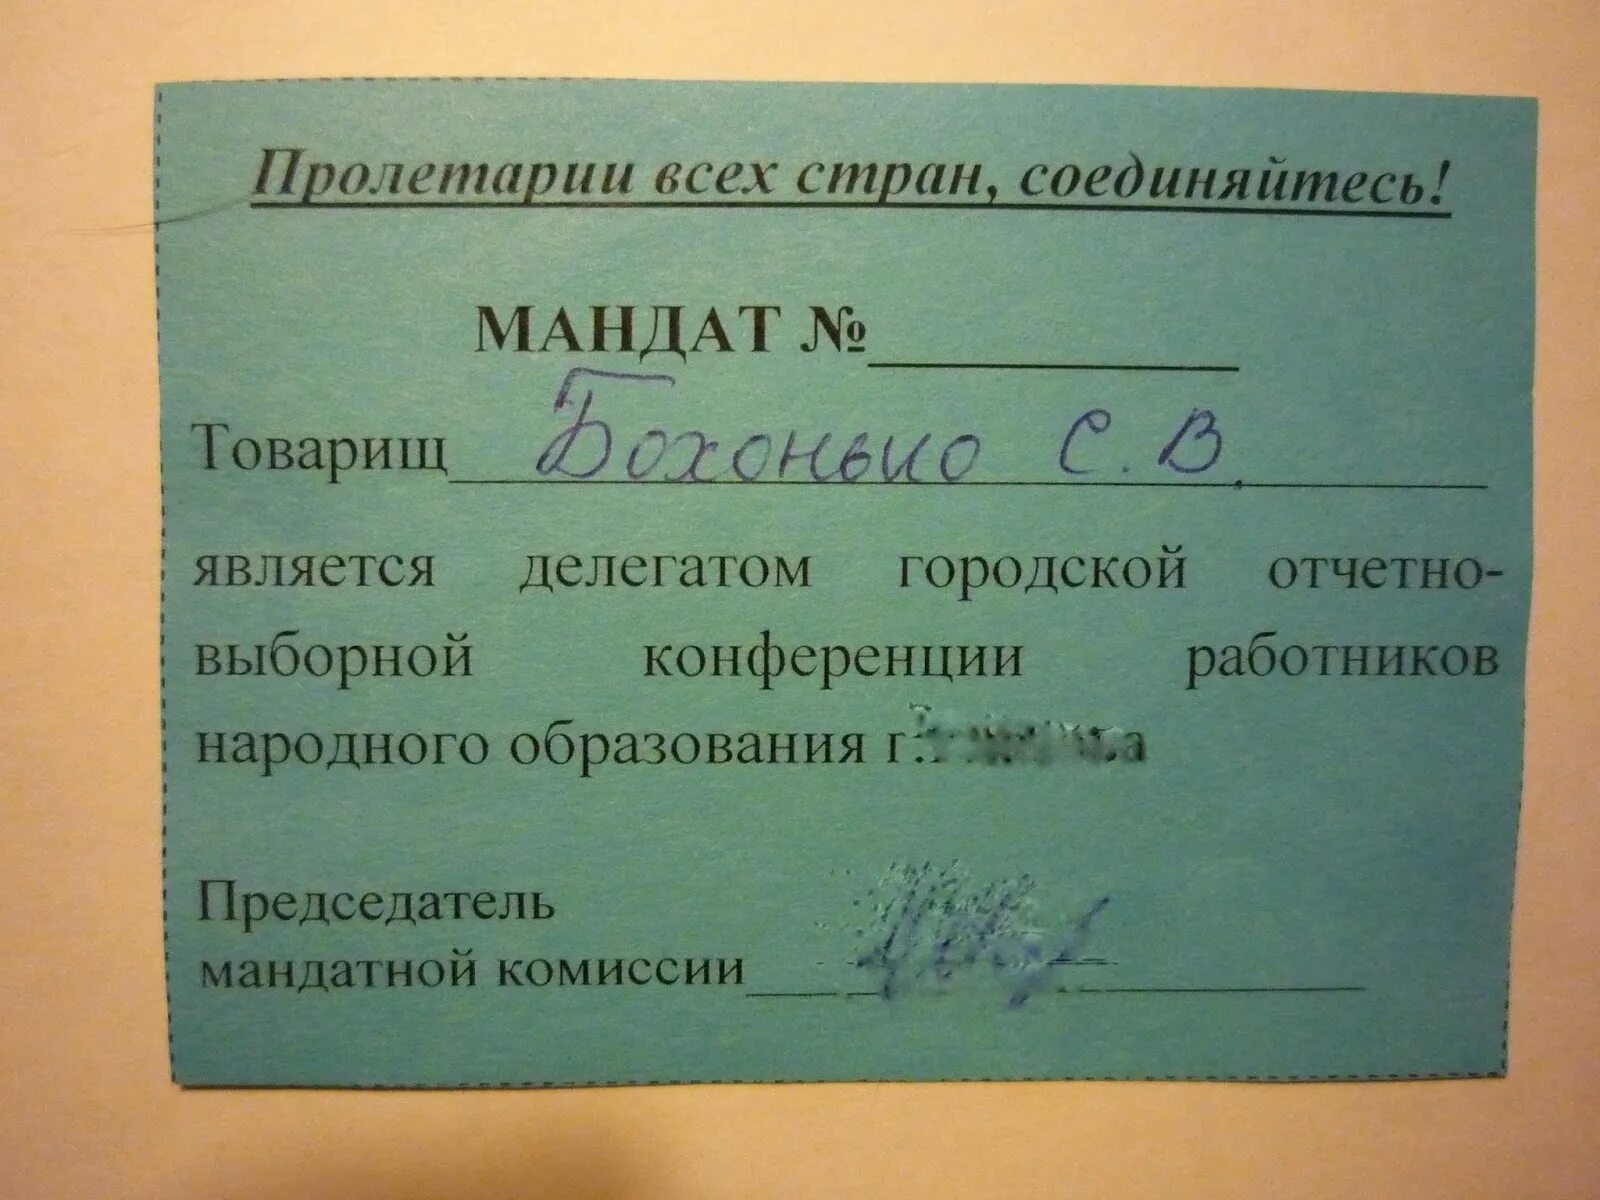 Пролетарии всех стран, соединяйтесь!
МАНДАТ №
Товарищ Бохонько С. В.
является делегатом городской отчетно-
выборной конференции работников
народного образования г.
Председатель
мандатной комиссии